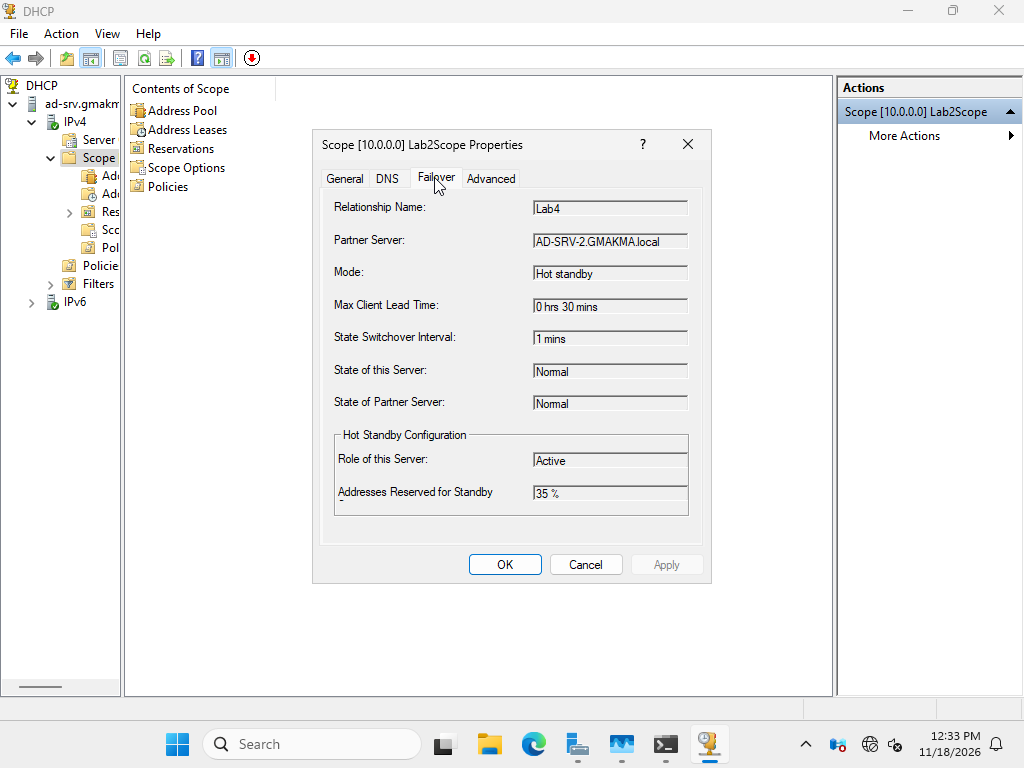 DHCP
File Action View Help
DHCP
ad-srv.gmakm
IPv4
Server
Scope
Ad
Res
Sco
Pol
Policie
Filters
IPv6
Contents of Scope
Address Pool
Address Leases
Reservations
Scope Options
Policies
Scope [10.0.0.0] Lab2Scope Properties
? 
General DNS Failover Advanced
Relationship Name: Lab4
Partner Server: AD-SRV-2.GMAKMA.local
Mode: Hot standby
Max Client Lead Time: 0 hrs 30 mins
State Switchover Interval: 1 mins
State of this Server: Normal
State of Partner Server: Normal
Hot Standby Configuration
Role of this Server: Active
Addresses Reserved for Standby 35 %
OK Cancel Apply
Actions
Scope [10.0.0.0] Lab2Scope
More Actions
Search
12:33 PM
11/18/2026